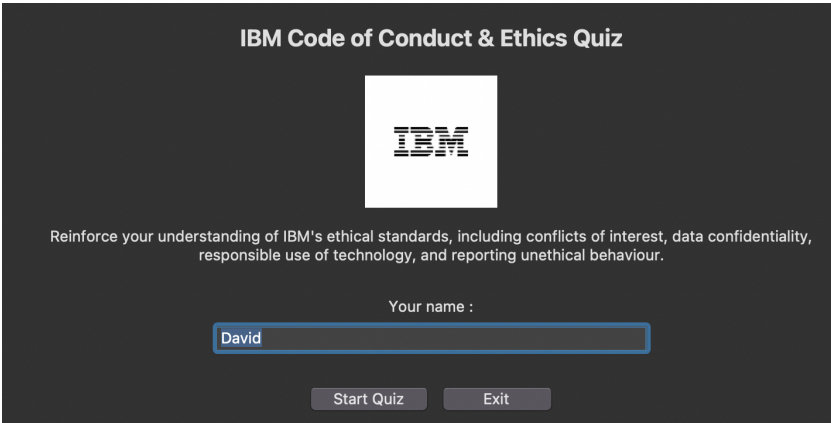 IBM Code of Conduct & Ethics Quiz
IBM
Reinforce your understanding of IBM's ethical standards, including conflicts of interest, data confidentiality,
responsible use of technology, and reporting unethical behaviour.
Your name :
David
Start Quiz Exit